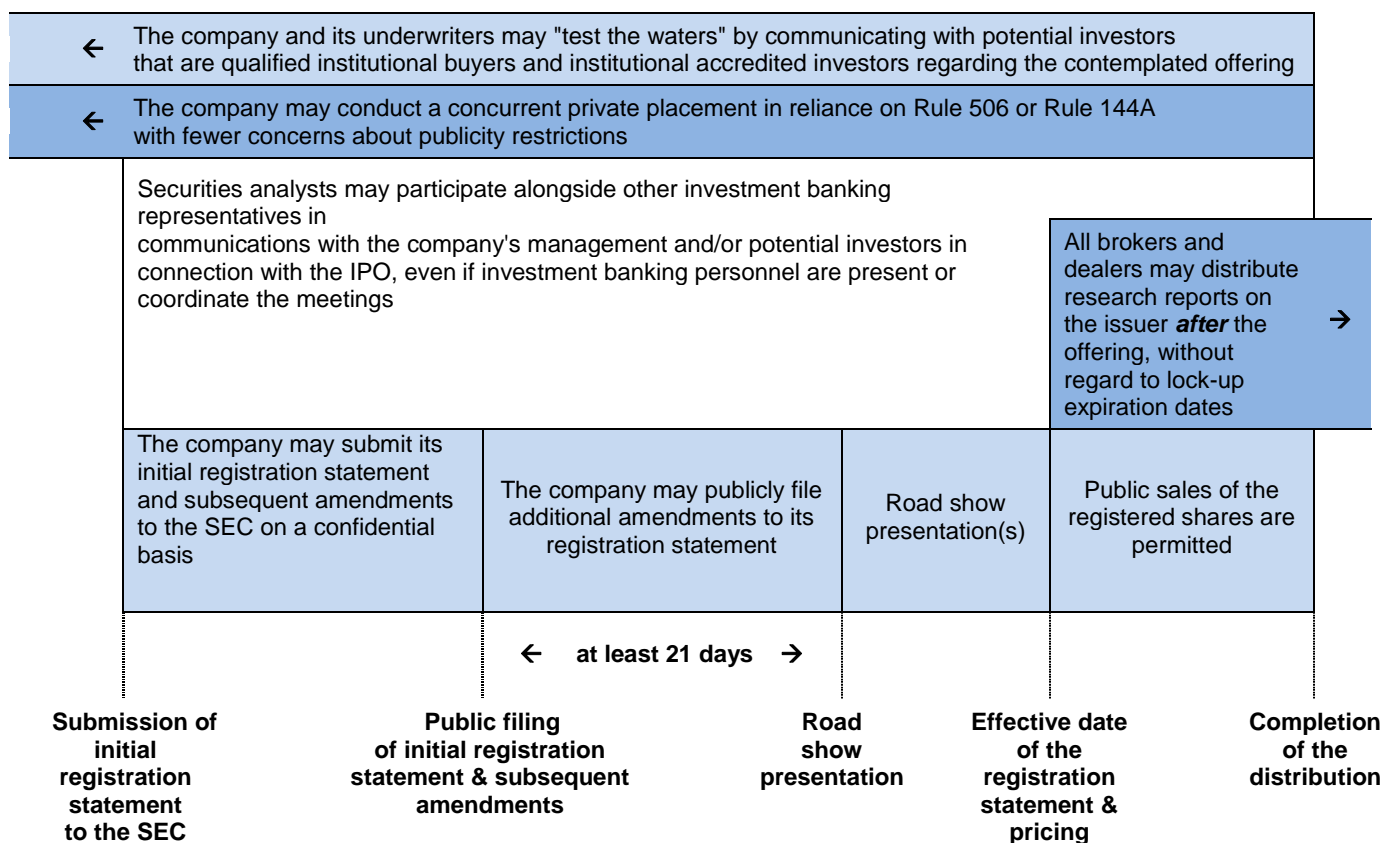 ← The company and its underwriters may "test the waters" by communicating with potential investors
that are qualified institutional buyers and institutional accredited investors regarding the contemplated offering
← The company may conduct a concurrent private placement in reliance on Rule 506 or Rule 144A
with fewer concerns about publicity restrictions
Securities analysts may participate alongside other investment banking
representatives in
communications with the company's management and/or potential investors in
connection with the IPO, even if investment banking personnel are present or
coordinate the meetings
All brokers and
dealers may distribute
research reports on
the issuer after the →
offering, without
regard to lock-up
expiration dates
The company may submit its
initial registration statement
and subsequent amendments
to the SEC on a confidential
basis
The company may publicly file
additional amendments to its
registration statement
Road show
presentation(s)
Public sales of the
registered shares are
permitted
← at least 21 days →
Submission of
initial
registration
statement
to the SEC
Public filing
of initial registration
statement & subsequent
amendments
Road
show
presentation
Effective date
of the
registration
statement &
pricing
Completion
of the
distribution